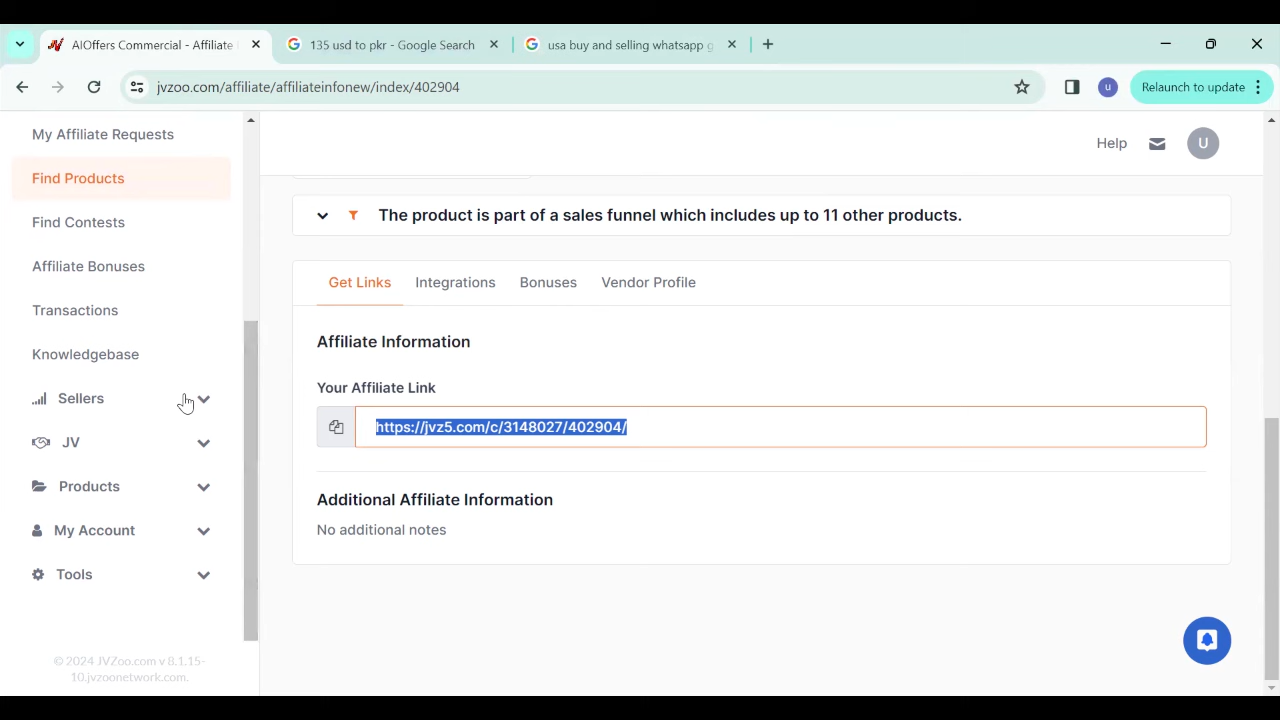 AIOffers Commercial - Affiliate
135 usd to pkr - Google Search
usa buy and selling whatsapp g
jvzoo.com/affiliate/affiliateinfonew/index/402904
U
Relaunch to update
My Affiliate Requests
Find Products
Find Contests
Affiliate Bonuses
Transactions
Knowledgebase
Sellers
JV
Products
My Account
Tools
© 2024 JVZoo.com v 8.1.15-
10.jvzoonetwork.com.
Help
U
The product is part of a sales funnel which includes up to 11 other products.
Get Links Integrations Bonuses Vendor Profile
Affiliate Information
Your Affiliate Link
https://jvz5.com/c/3148027/402904/
Additional Affiliate Information
No additional notes